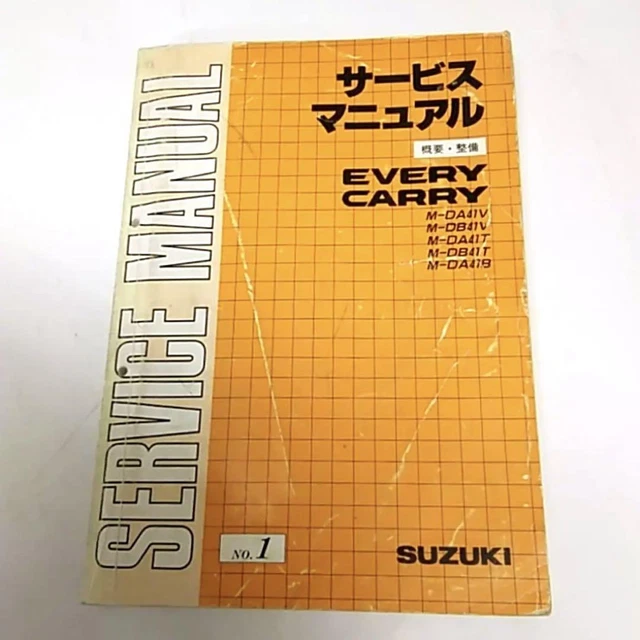 SERVICE MANUAL
サービス
マニュアル
概要・整備
EVERY
CARRY
M-DA41V
M-DB41V
M-DA41T
M-DB41T
M-DA41B
NO. 1
SUZUKI